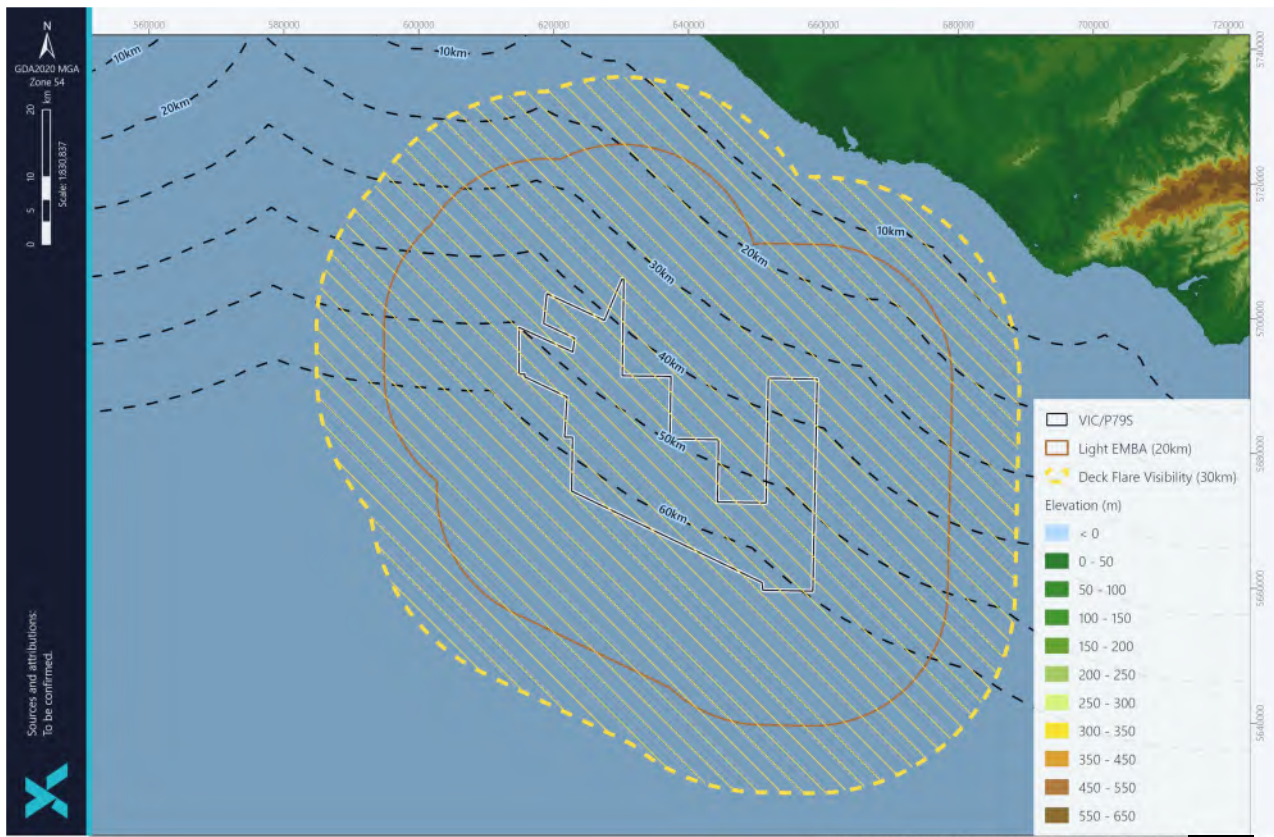 560000
580000
600000
620000
640000
660000
680000
700000
720000
N
GDA2020 MGA
Zone 54
20
km
10
5
0
Scale: 1:830,837
10km
20km
10km
10km
20km
30km
40km
50km
60km
5740000
5720000
5700000
5680000
5660000
5640000
VIC/P79S
Light EMBA (20km)
Deck Flare Visibility (30km)
Elevation (m)
< 0
0 - 50
50 - 100
100 - 150
150 - 200
200 - 250
250 - 300
300 - 350
350 - 450
450 - 550
550 - 650
Sources and attributions:
To be confirmed.